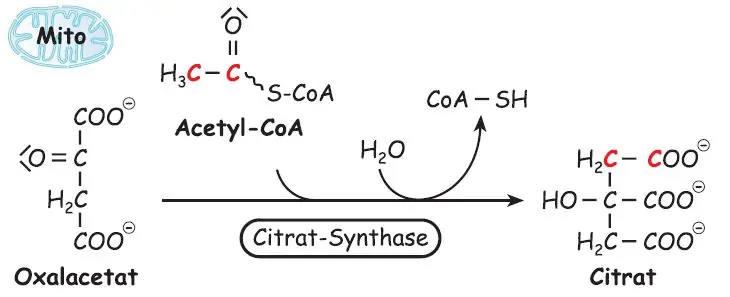 Mito
O
H₃C – C
S-CoA
Acetyl-CoA
COO⊖
O = C
H₂C
COO⊖
Oxalacetat
H₂O
CoA – SH
Citrat-Synthase
H₂C – COO⊖
HO – C – COO⊖
H₂C – COO⊖
Citrat